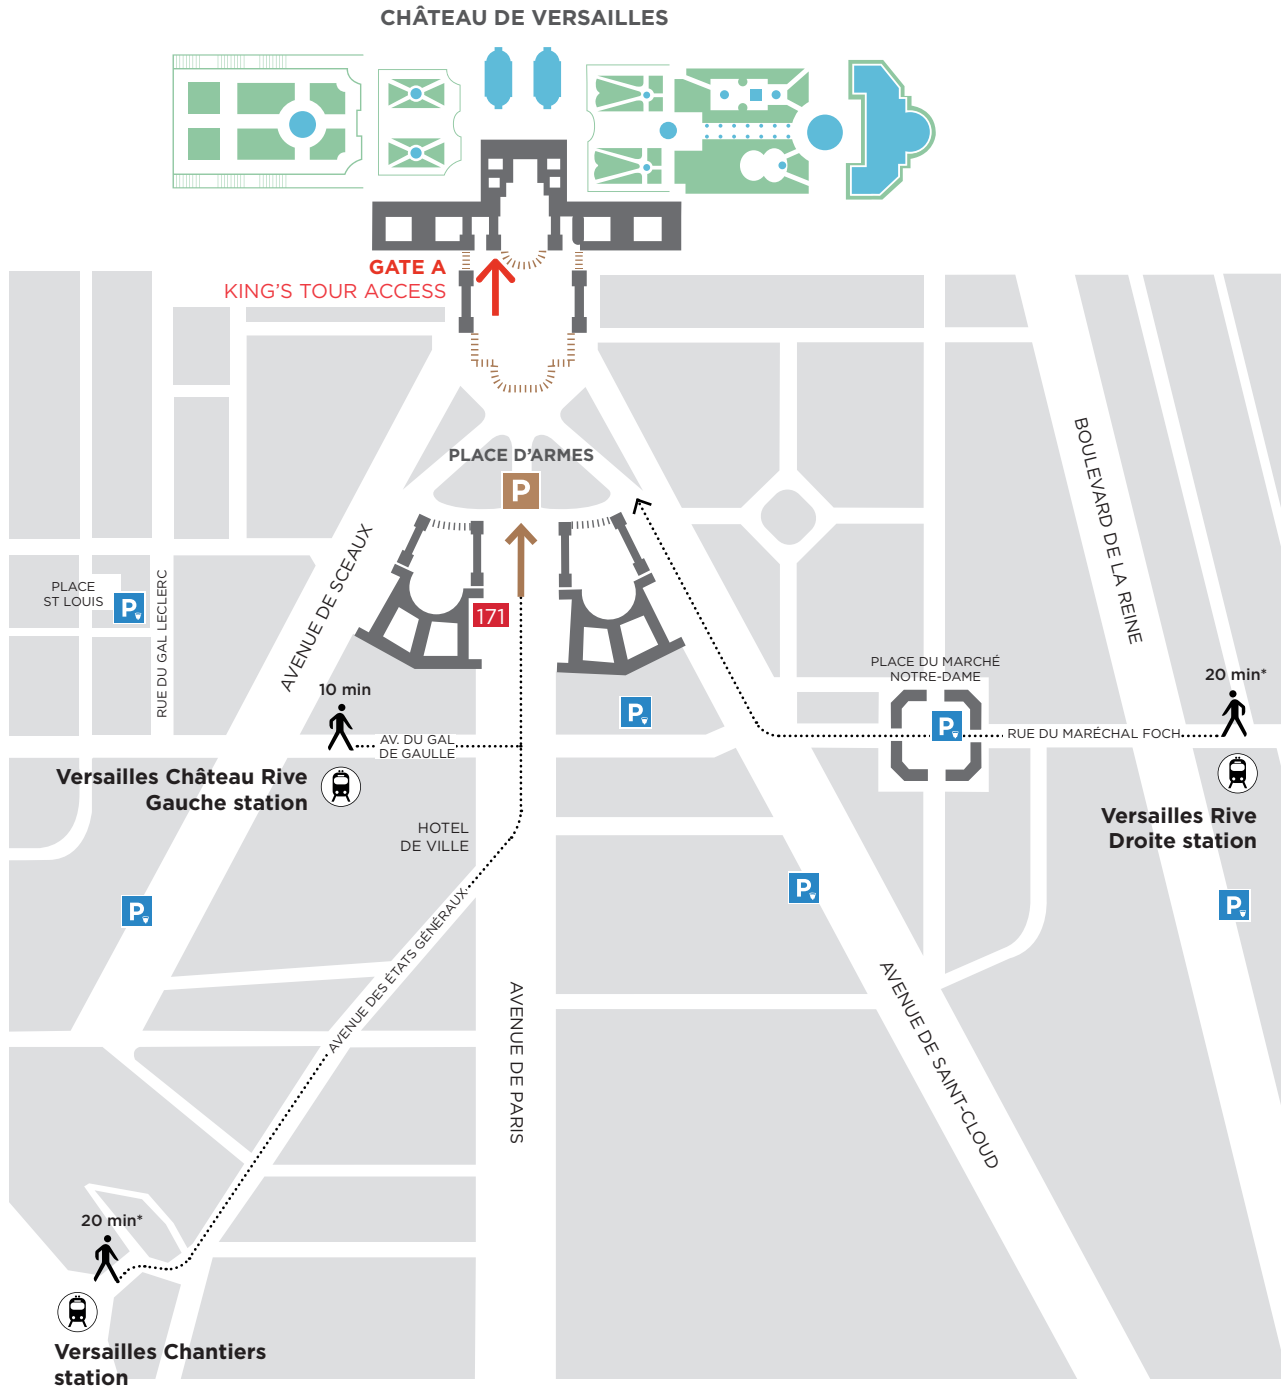 CHÂTEAU DE VERSAILLES
GATE A
KING'S TOUR ACCESS
PLACE D'ARMES
P
171
PLACE
ST LOUIS
P
RUE DU GAL LECLERC
AVENUE DE SCEAUX
BOULEVARD DE LA REINE
10 min
AV. DU GAL
DE GAULLE
Versailles Château Rive
Gauche station
P
PLACE DU MARCHÉ
NOTRE-DAME
P
RUE DU MARÉCHAL FOCH
20 min*
Versailles Rive
Droite station
HOTEL
DE VILLE
P
P
P
AVENUE DES ÉTATS GÉNÉRAUX
AVENUE DE PARIS
AVENUE DE SAINT-CLOUD
20 min*
Versailles Chantiers
station